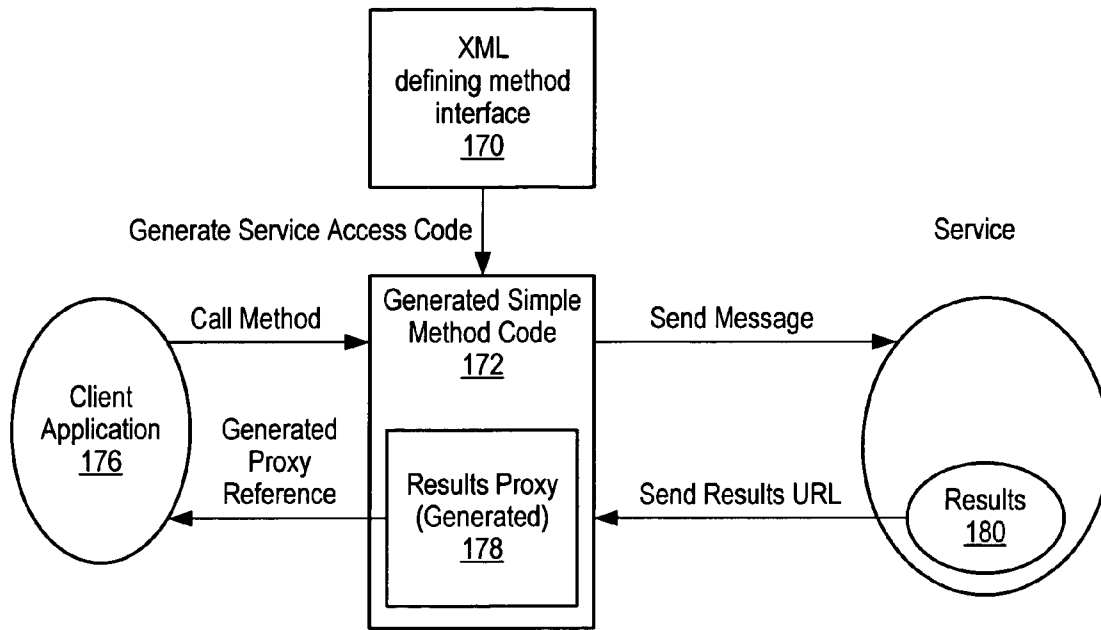 XML
defining method
interface
170
Generate Service Access Code
Service
Generated Simple
Method Code
172
Call Method
Send Message
Client
Application
176
Generated
Proxy
Reference
Results Proxy
(Generated)
178
Send Results URL
Results
180